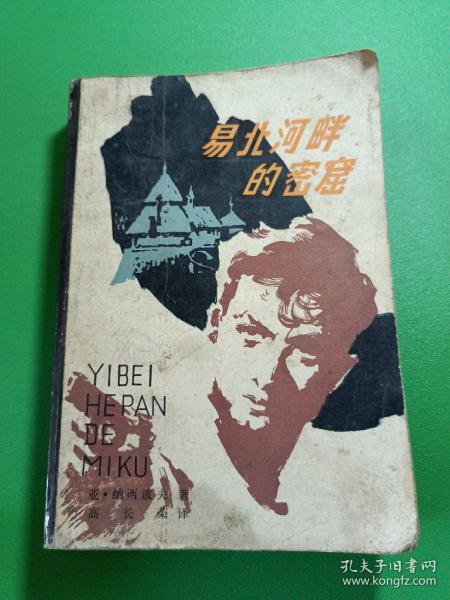 易北河畔
的密窟
YIBEI
HEPAN
DE
MIKU
亚·纳西波夫 著
高长荣 译
孔夫子旧书网
www.kongfz.com